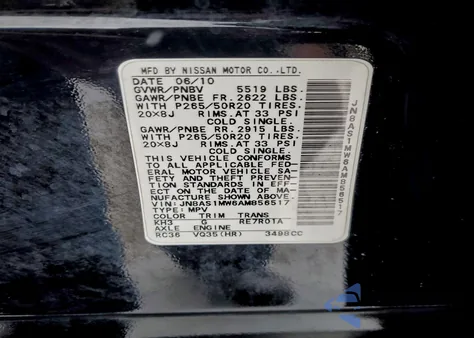 MFD BY NISSAN MOTOR CO.,LTD.
DATE 06/10
GVWR/PNBV 5519 LBS.
GAWR/PNBE FR. 2622 LBS.
WITH P265/50R20 TIRES.
20x8J RIMS.AT 33 PSI
COLD SINGLE.
GAWR/PNBE RR. 2915 LBS.
WITH P265/50R20 TIRES.
20x8J RIMS.AT 33 PSI
COLD SINGLE.
THIS VEHICLE CONFORMS
TO ALL APPLICABLE FED-
ERAL MOTOR VEHICLE SA-
FETY AND THEFT PREVEN-
TION STANDARDS IN EFF-
ECT ON THE DATE OF MA-
NUFACTURE SHOWN ABOVE.
VIN:JN8AS1MW6AM856517
TYPE:MPV
COLOR TRIM TRANS
KH3 G RE7R01A
AXLE ENGINE
RC36 VQ35(HR) 3498CC
JN8AS1MW6AM856517